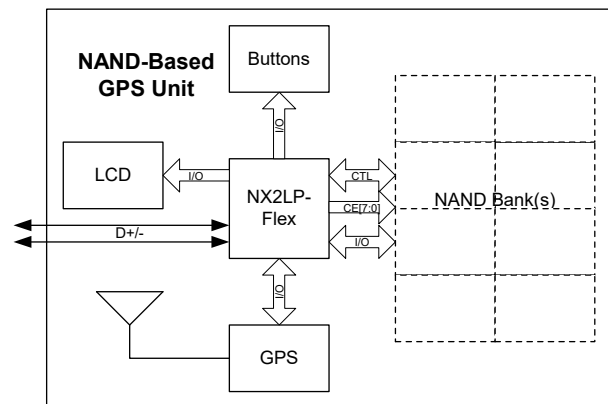 NAND-Based
GPS Unit
Buttons
I/O
LCD
I/O
NX2LP-
Flex
CTL
CE[7:0]
I/O
NAND Bank(s)
D+/-
I/O
GPS